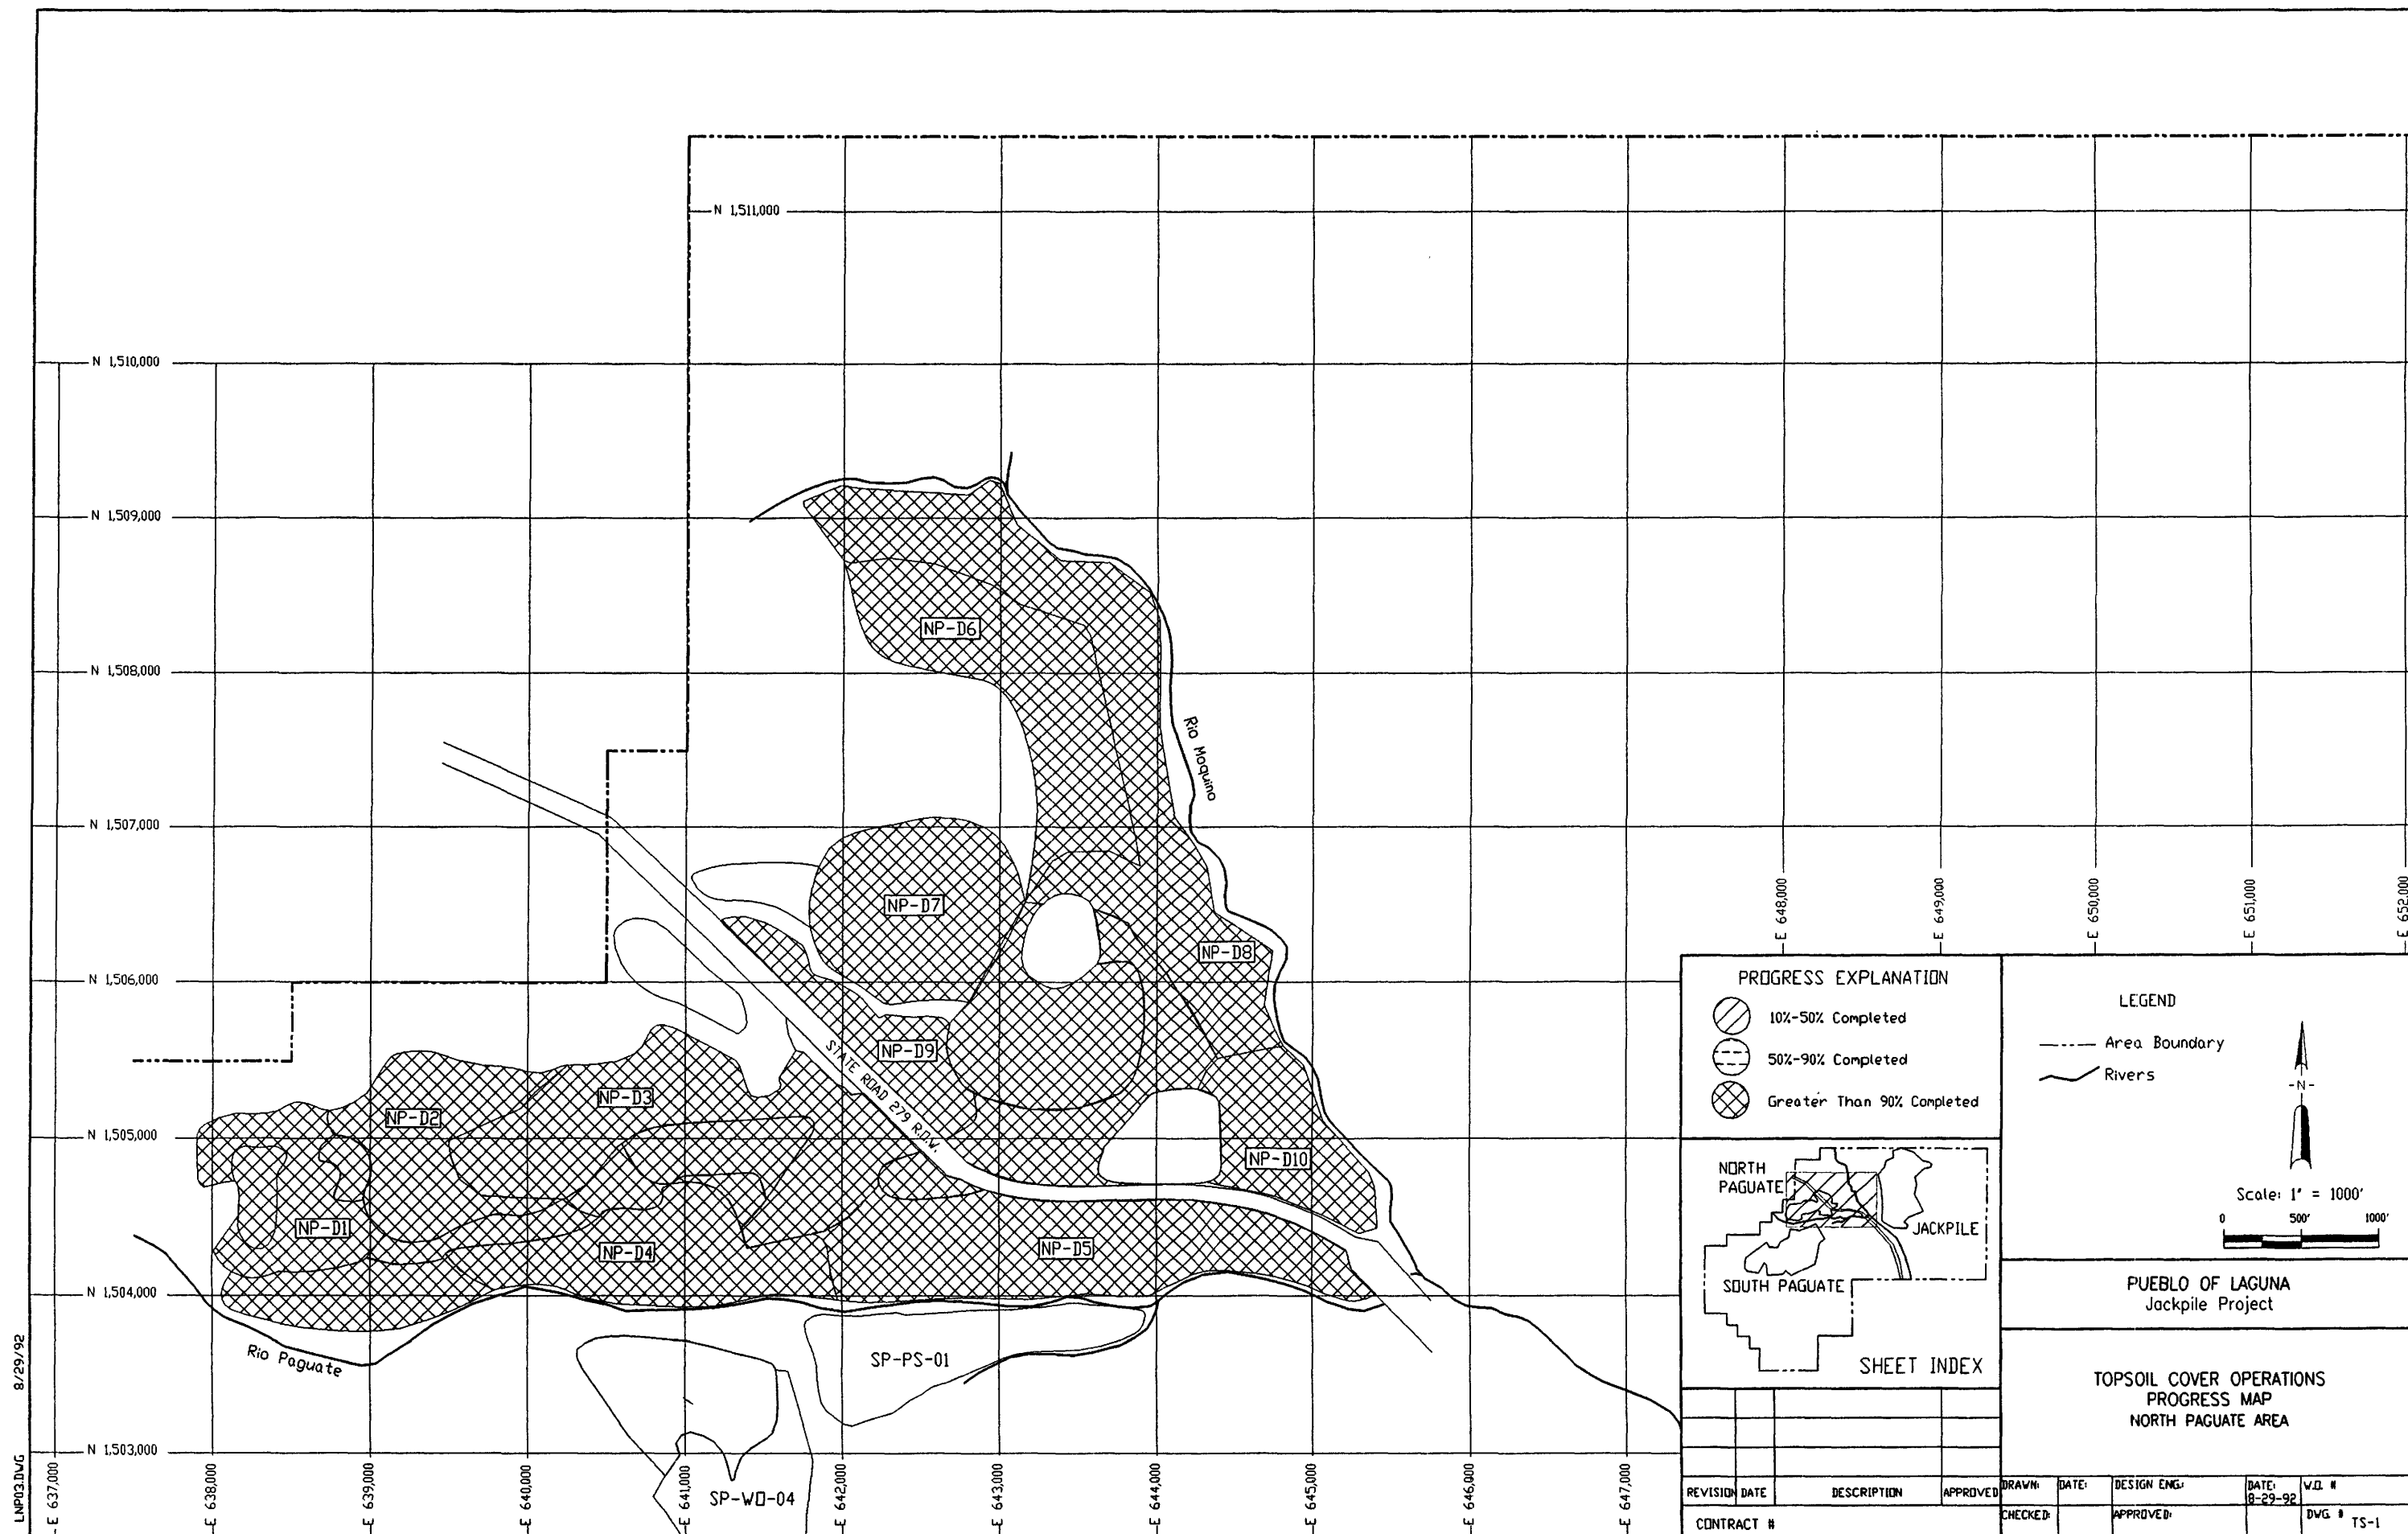 N 1,511,000
N 1,510,000
N 1,509,000
N 1,508,000
N 1,507,000
N 1,506,000
N 1,505,000
N 1,504,000
N 1,503,000
NP-D6
Rio Moquino
NP-D7
NP-D8
NP-D9
STATE ROAD 279 R.O.W.
NP-D3
NP-D2
NP-D10
NP-D1
NP-D4
NP-D5
Rio Paguate
SP-PS-01
SP-WO-04
E 637,000
E 638,000
E 639,000
E 640,000
E 641,000
E 642,000
E 643,000
E 644,000
E 645,000
E 646,000
E 647,000
E 648,000
E 649,000
E 650,000
E 651,000
E 652,000
LNP03.DWG 8/29/92
PROGRESS EXPLANATION
10%-50% Completed
50%-90% Completed
Greater Than 90% Completed
NORTH
PAGUATE
JACKPILE
SOUTH PAGUATE
SHEET INDEX
LEGEND
Area Boundary
Rivers
-N-
Scale: 1" = 1000'
0 500' 1000'
PUEBLO OF LAGUNA
Jackpile Project
TOPSOIL COVER OPERATIONS
PROGRESS MAP
NORTH PAGUATE AREA
REVISION DATE DESCRIPTION APPROVED
CONTRACT #
DRAWN: DATE: DESIGN ENG.: DATE: 8-29-92 W.O. #
CHECKED: APPROVED: DWG. # TS-1